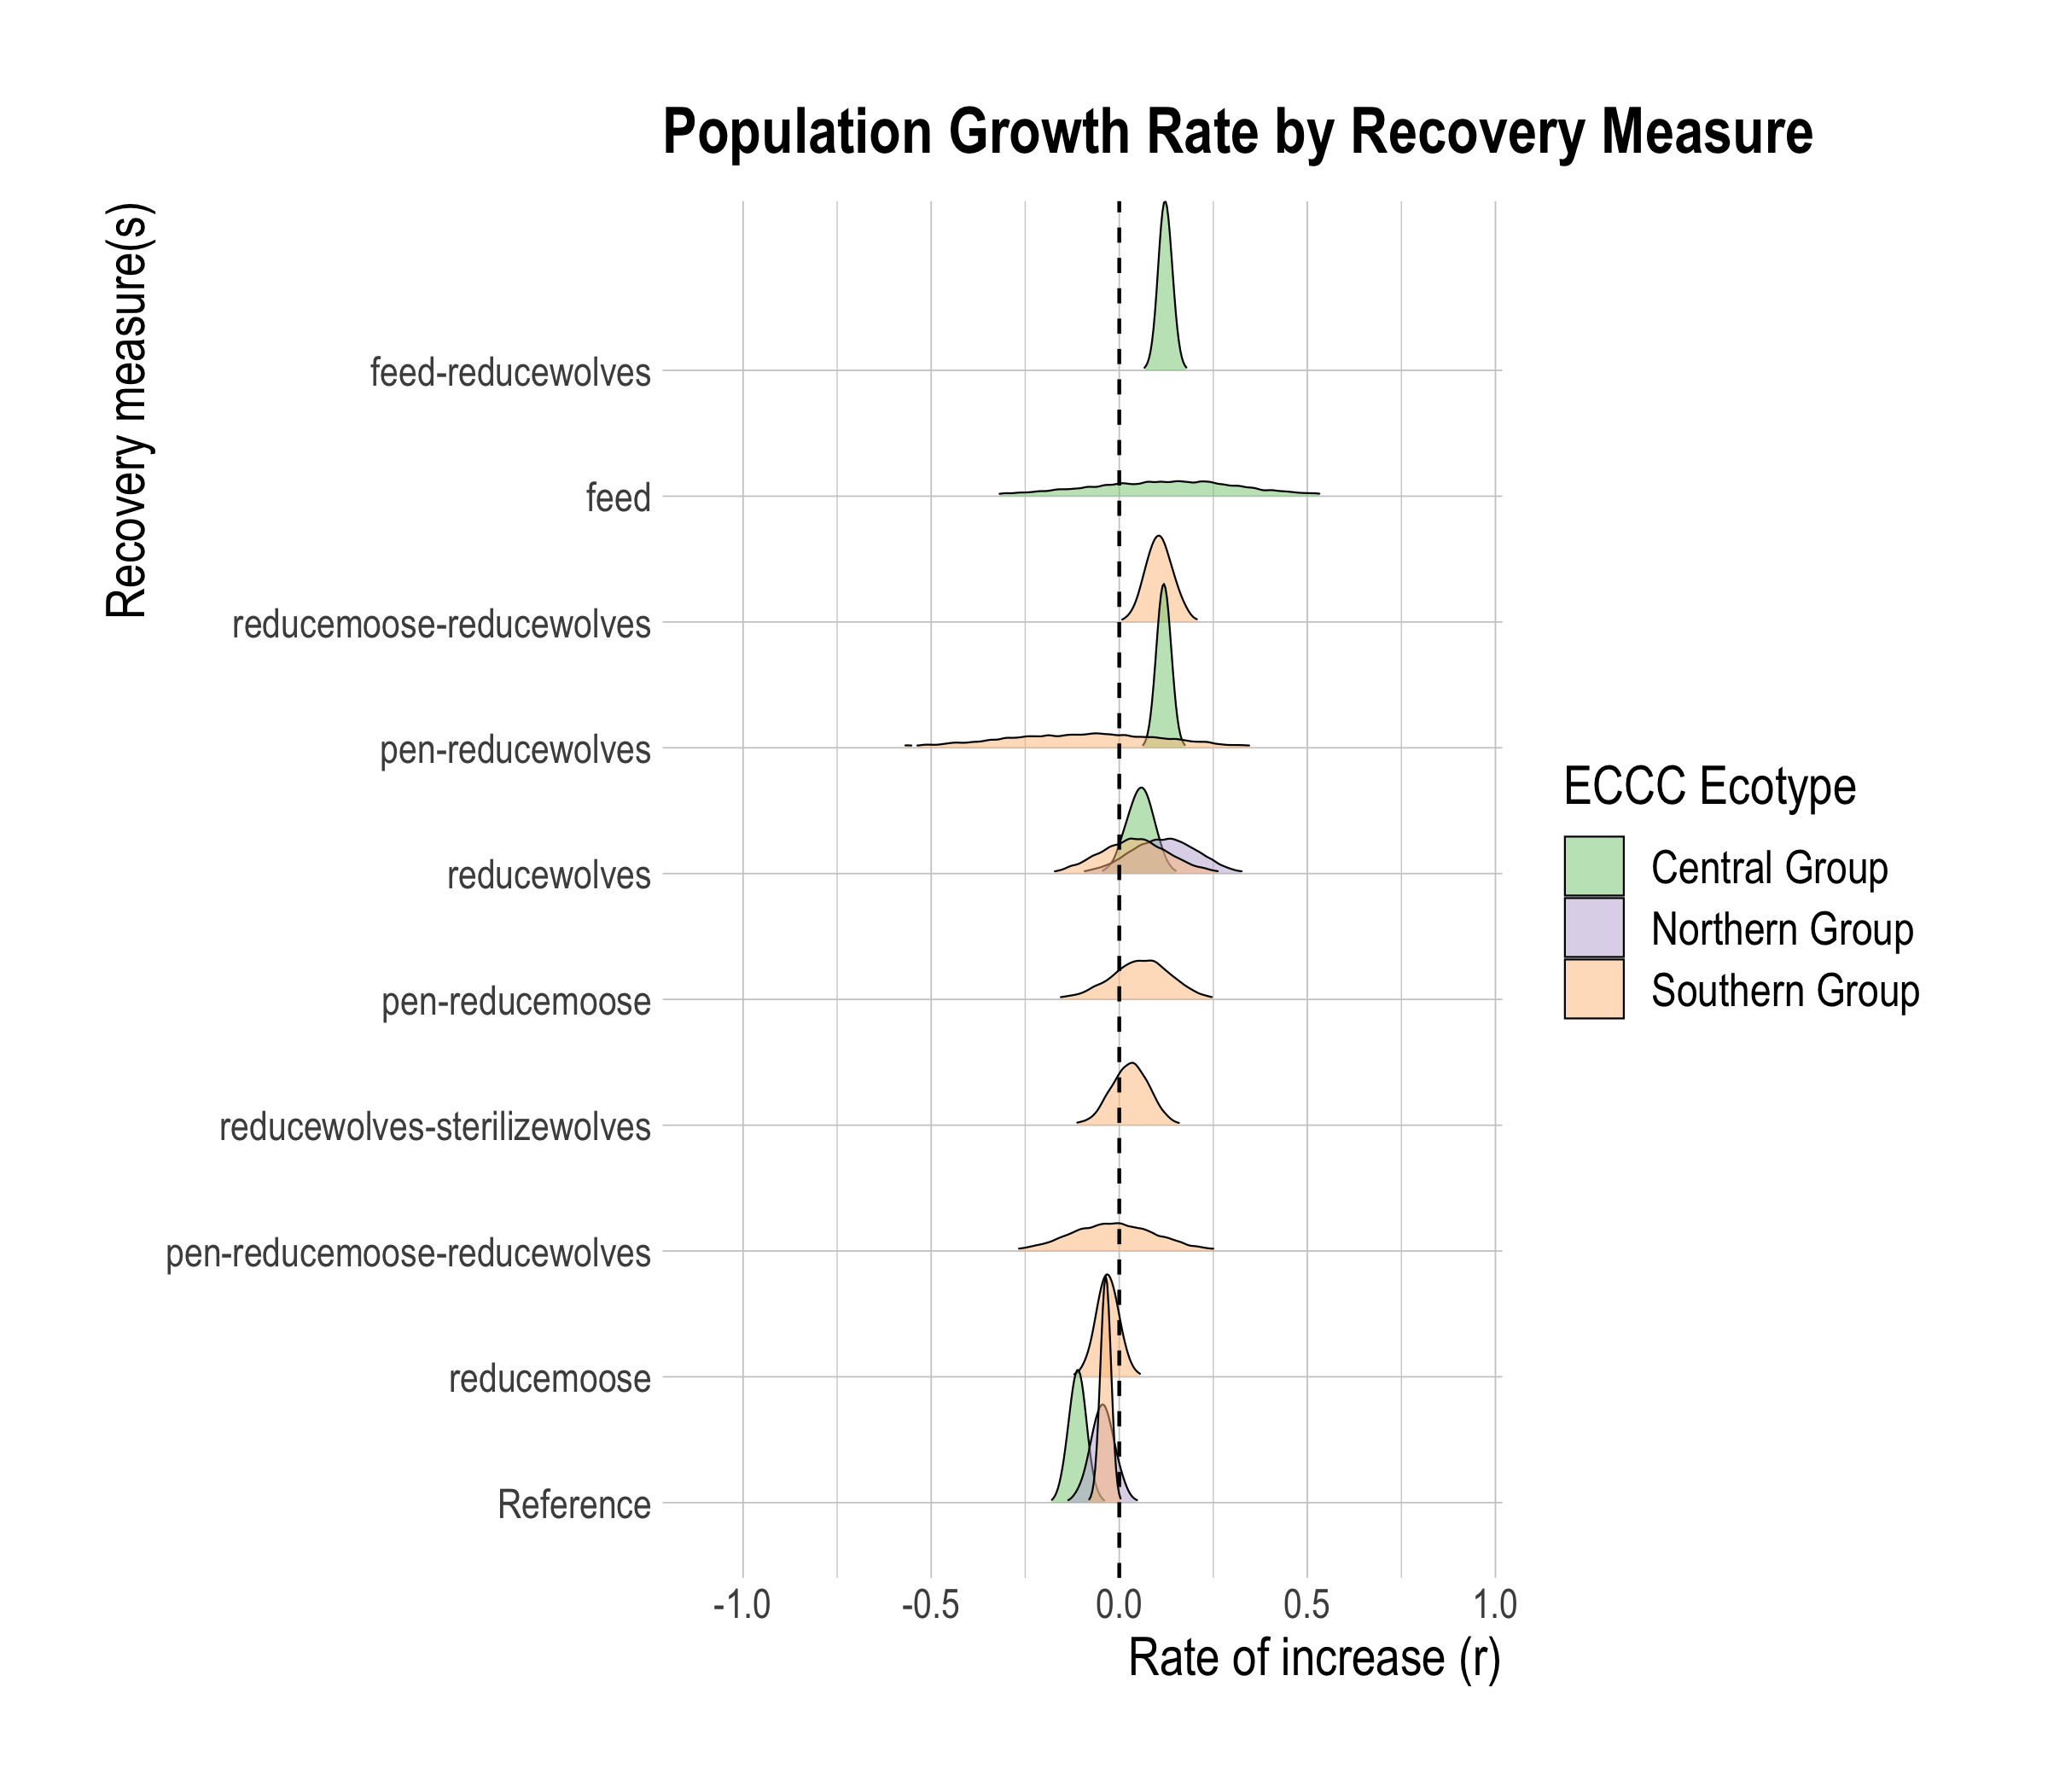 Population Growth Rate by Recovery Measure
Recovery measure(s)
feed-reducewolves
feed
reducemoose-reducewolves
pen-reducewolves
reducewolves
pen-reducemoose
reducewolves-sterilizewolves
pen-reducemoose-reducewolves
reducemoose
Reference
-1.0 -0.5 0.0 0.5 1.0
Rate of increase (r)
ECCC Ecotype
Central Group
Northern Group
Southern Group